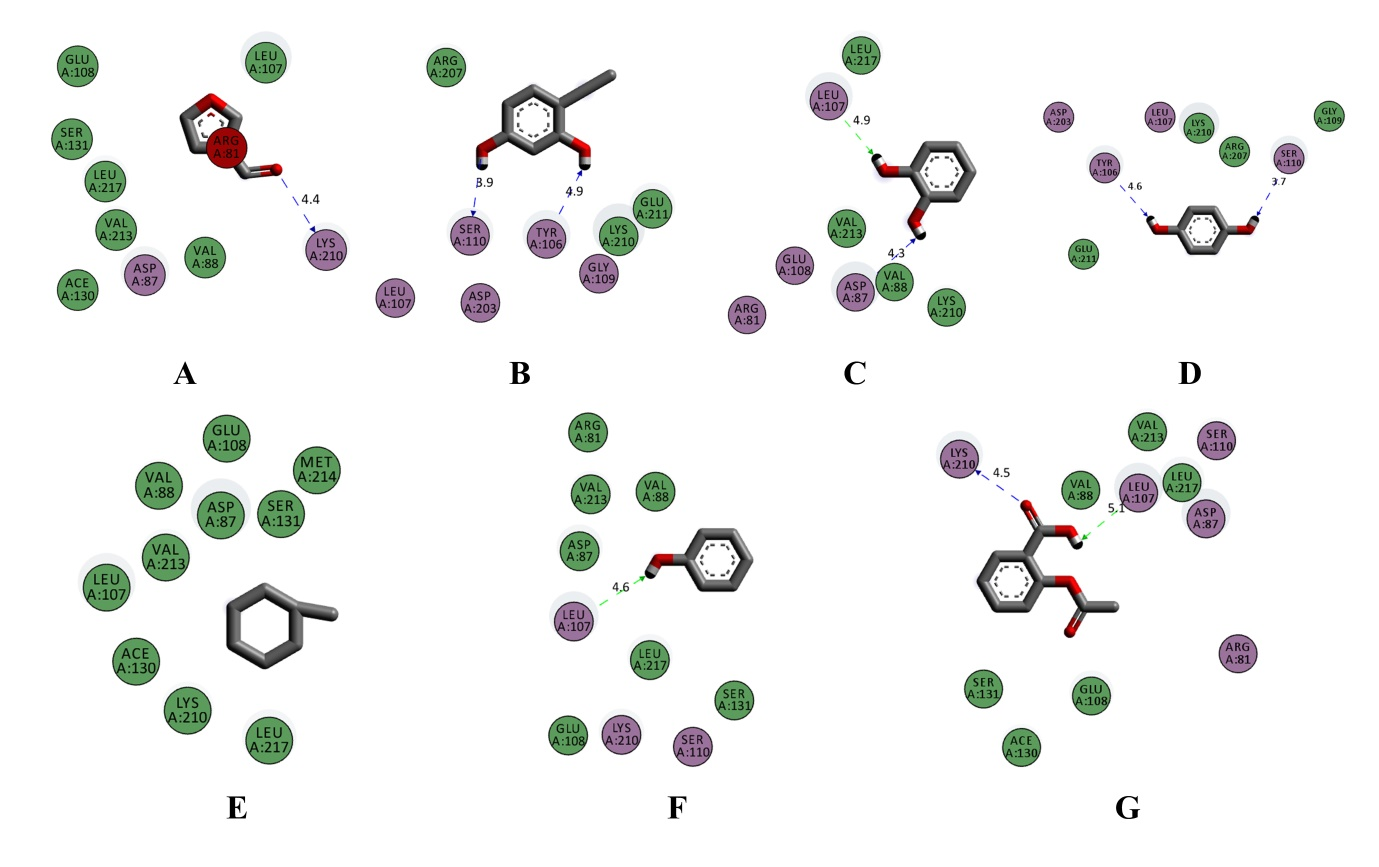 GLU
A:108
LEU
A:107
ARG
A:81
SER
A:131
LEU
A:217
VAL
A:213
VAL
A:88
ASP
A:87
ACE
A:130
4.4
LYS
A:210
A
ARG
A:207
3.9
4.9
SER
A:110
TYR
A:106
GLU
A:211
LYS
A:210
GLY
A:109
LEU
A:107
ASP
A:203
B
LEU
A:217
LEU
A:107
4.9
VAL
A:213
GLU
A:108
4.3
ASP
A:87
VAL
A:88
ARG
A:81
LYS
A:210
C
ASP
A:203
LEU
A:107
LYS
A:210
ARG
A:207
GLY
A:109
SER
A:110
TYR
A:106
4.6
3.7
GLU
A:211
D
GLU
A:108
VAL
A:88
MET
A:214
ASP
A:87
SER
A:131
VAL
A:213
LEU
A:107
ACE
A:130
LYS
A:210
LEU
A:217
E
ARG
A:81
VAL
A:213
VAL
A:88
ASP
A:87
4.6
LEU
A:107
LEU
A:217
SER
A:131
GLU
A:108
LYS
A:210
SER
A:110
F
LYS
A:210
4.5
VAL
A:213
SER
A:110
VAL
A:88
LEU
A:107
LEU
A:217
ASP
A:87
5.1
ARG
A:81
SER
A:131
GLU
A:108
ACE
A:130
G